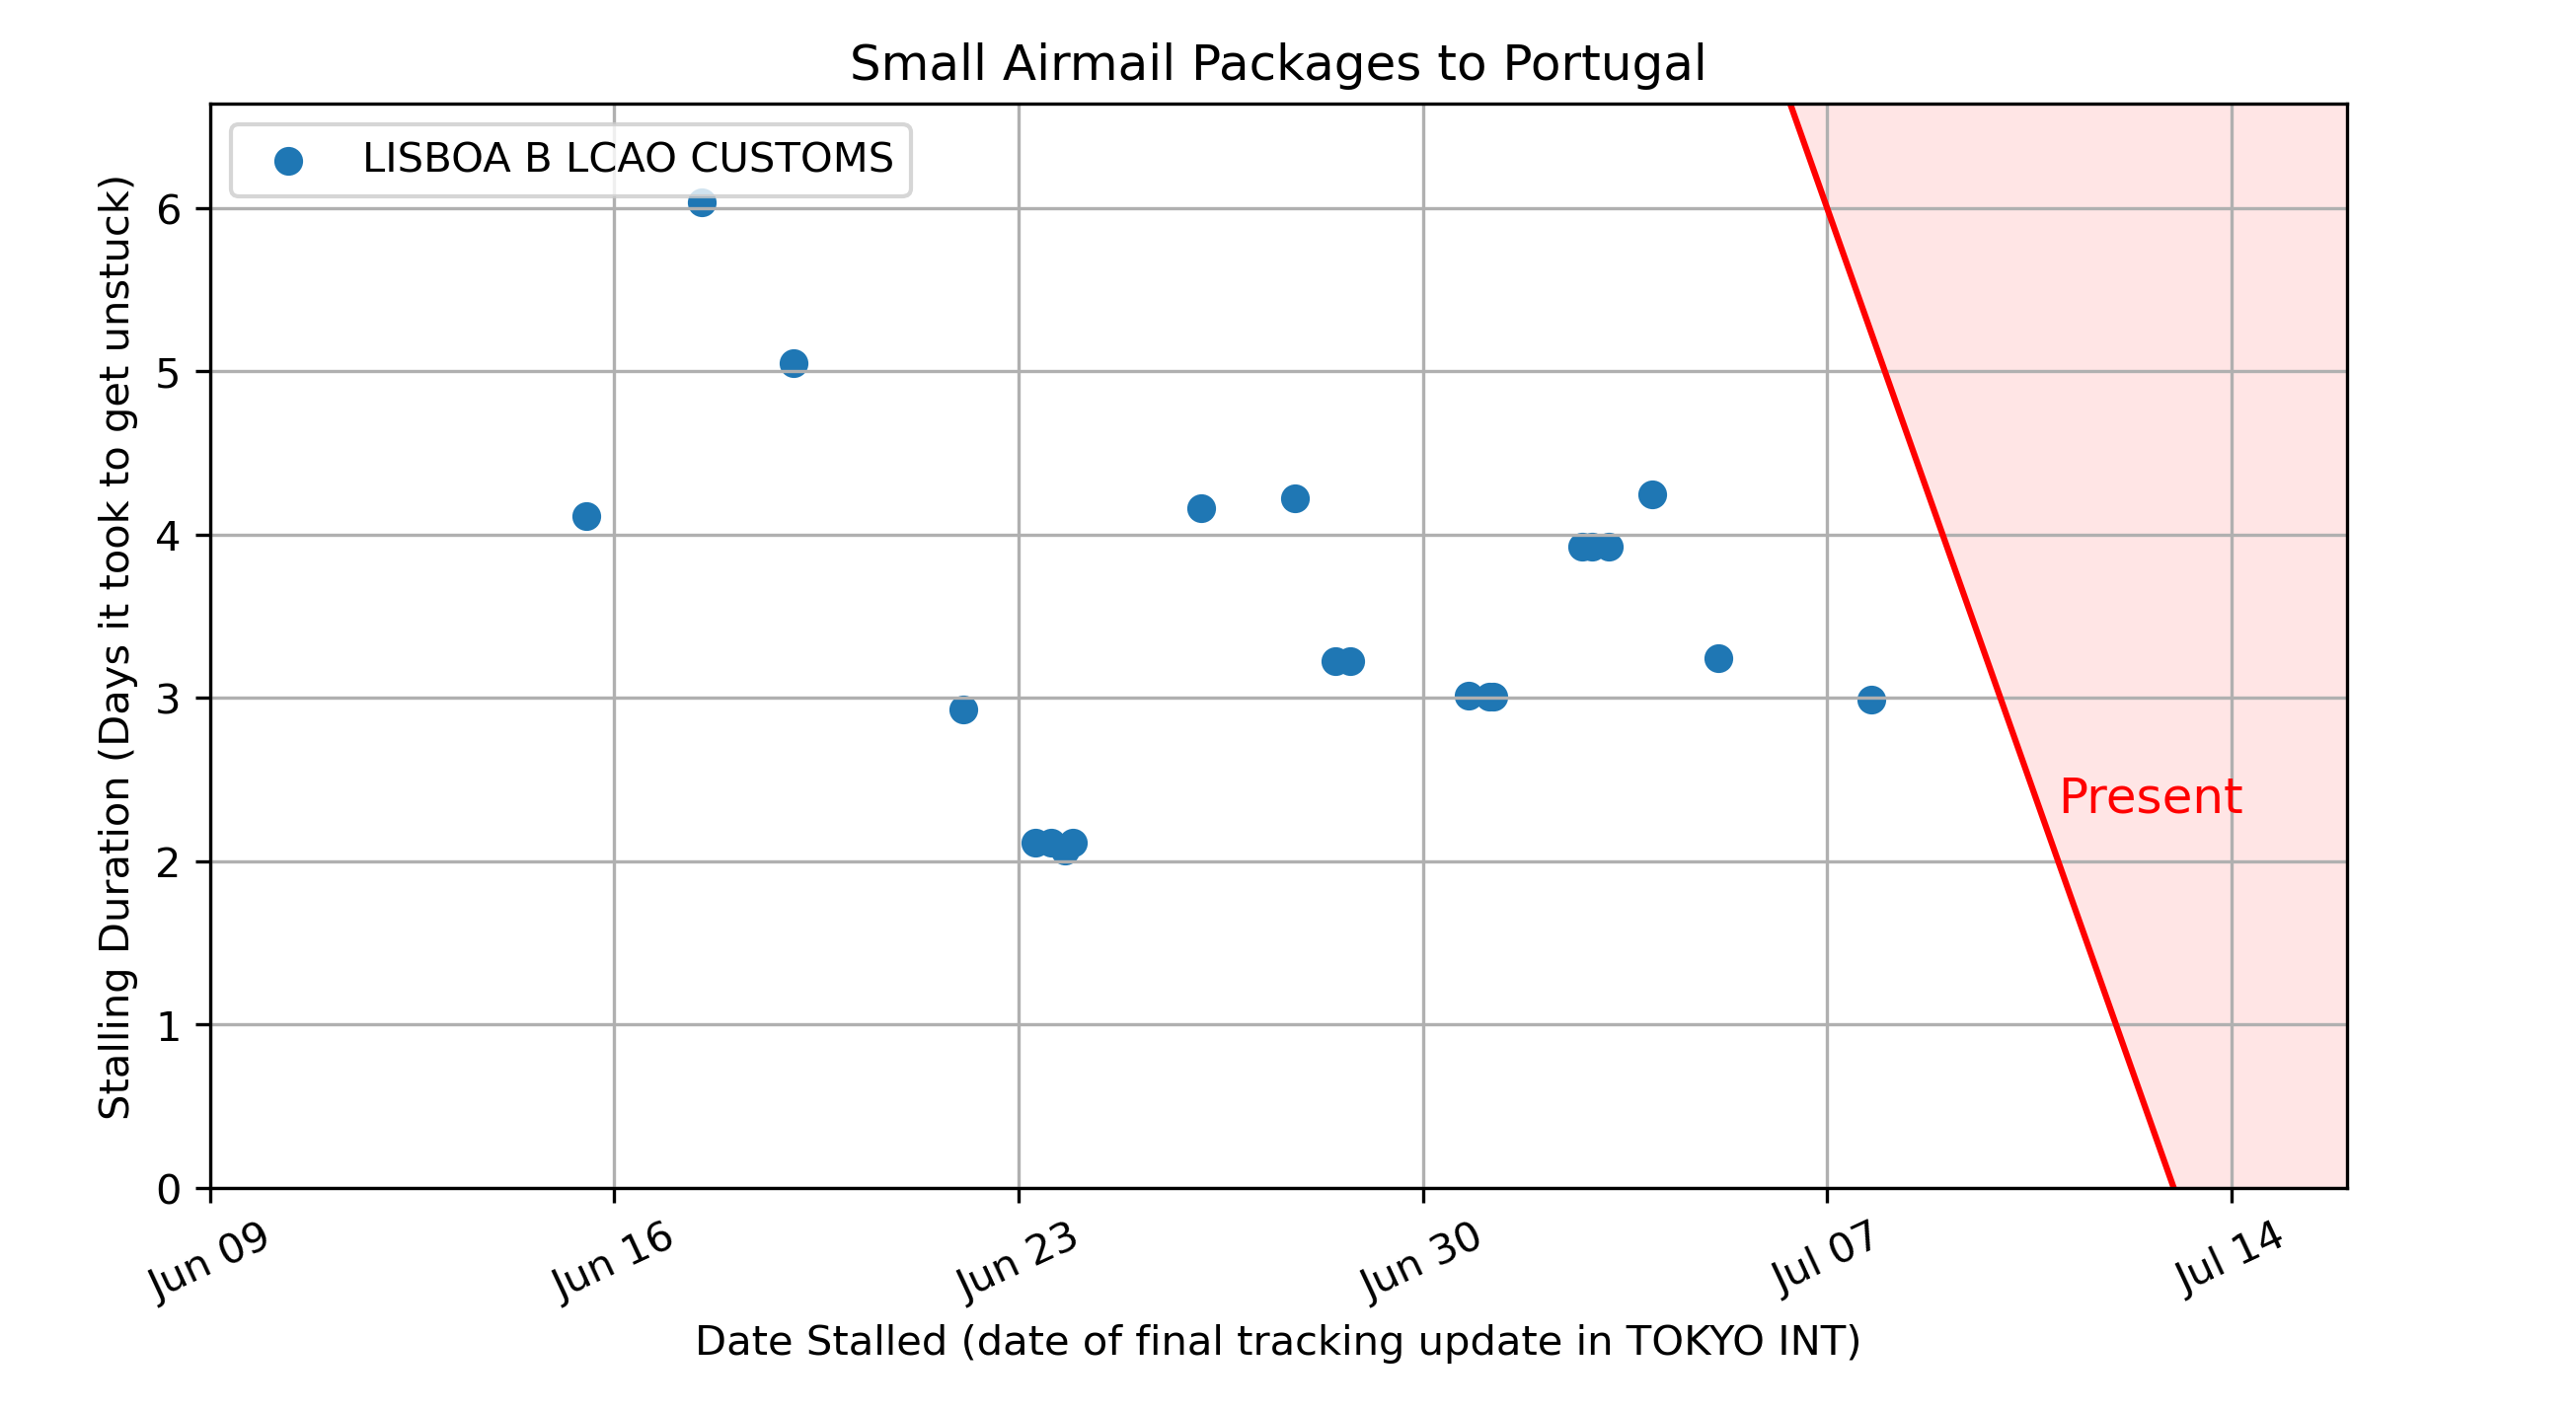 Small Airmail Packages to Portugal
LISBOA B LCAO CUSTOMS
Stalling Duration (Days it took to get unstuck)
6
5
4
3
2
1
0
Present
Jun 09
Jun 16
Jun 23
Jun 30
Jul 07
Jul 14
Date Stalled (date of final tracking update in TOKYO INT)